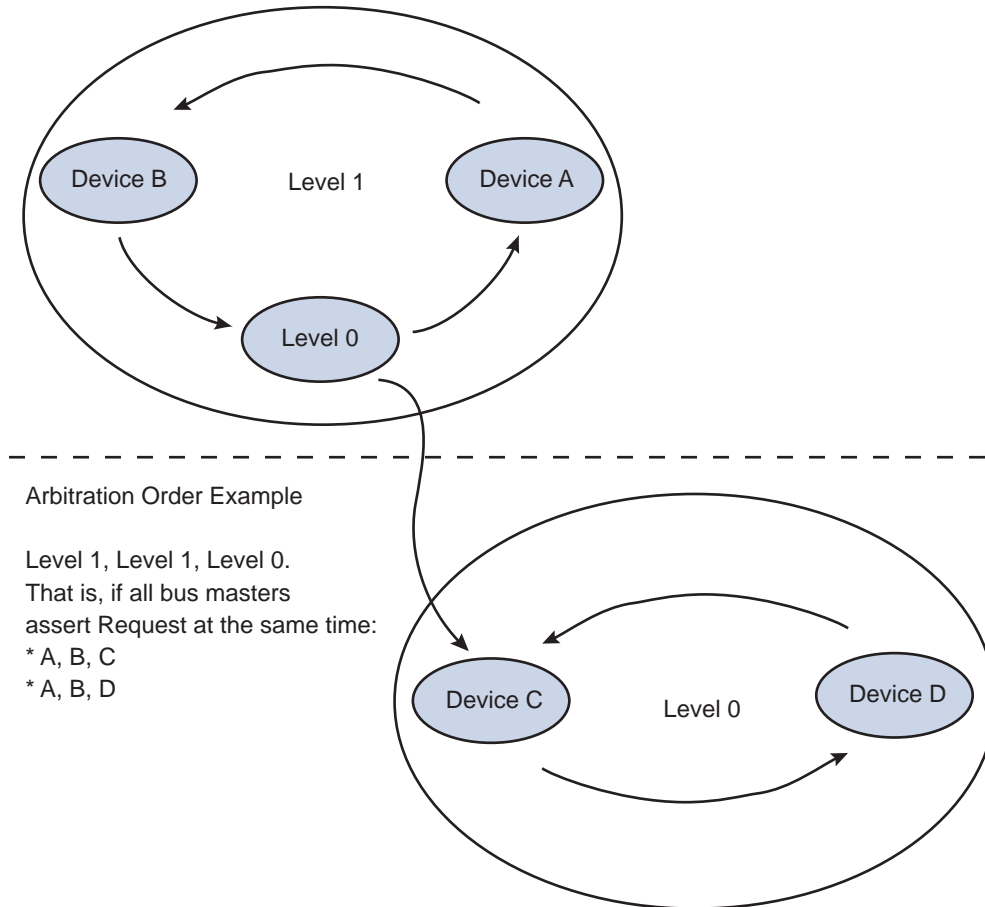 Device B
Level 1
Device A
Level 0
Arbitration Order Example
Level 1, Level 1, Level 0.
That is, if all bus masters
assert Request at the same time:
* A, B, C
* A, B, D
Device C
Level 0
Device D